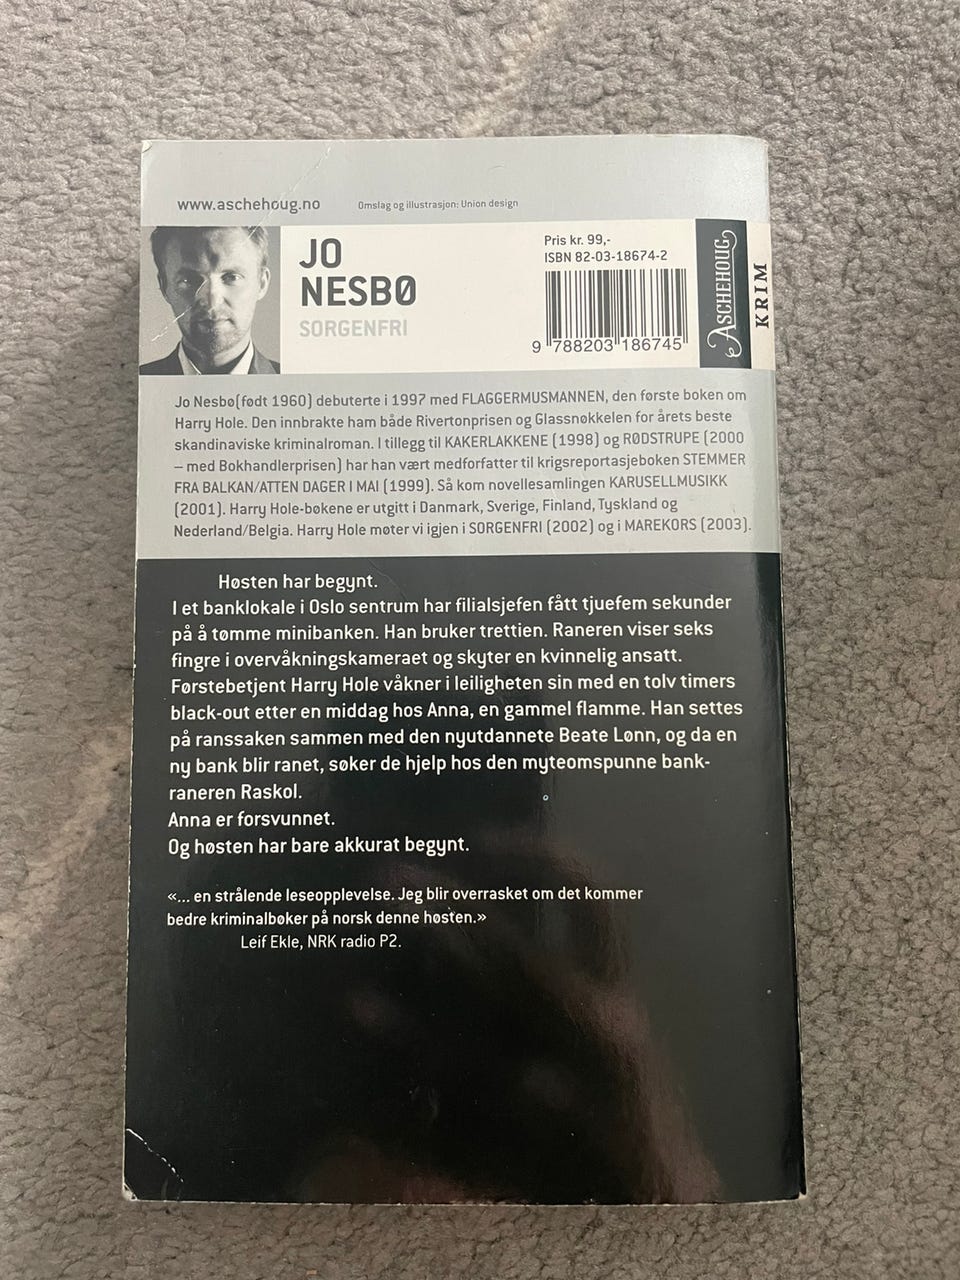 www.aschehoug.no
Omslag og illustrasjon: Union design
JO
NESBØ
SORGENFRI
Pris kr. 99,-
ISBN 82-03-18674-2
9 788203 186745
ASCHEHOUG
KRIM
Jo Nesbø(født 1960) debuterte i 1997 med FLAGGERMUSMANNEN, den første boken om
Harry Hole. Den innbrakte ham både Rivertonprisen og Glassnøkkelen for årets beste
skandinaviske kriminalroman. I tillegg til KAKERLAKKENE (1998) og RØDSTRUPE (2000
– med Bokhandlerprisen) har han vært medforfatter til krigsreportasjeboken STEMMER
FRA BALKAN/ATTEN DAGER I MAI (1999). Så kom novellesamlingen KARUSELLMUSIKK
(2001). Harry Hole-bøkene er utgitt i Danmark, Sverige, Finland, Tyskland og
Nederland/Belgia. Harry Hole møter vi igjen i SORGENFRI (2002) og i MAREKORS (2003).
Høsten har begynt.
I et banklokale i Oslo sentrum har filialsjefen fått tjuefem sekunder
på å tømme minibanken. Han bruker trettien. Raneren viser seks
fingre i overvåkningskameraet og skyter en kvinnelig ansatt.
Førstebetjent Harry Hole våkner i leiligheten sin med en tolv timers
black-out etter en middag hos Anna, en gammel flamme. Han settes
på ranssaken sammen med den nyutdannete Beate Lønn, og da en
ny bank blir ranet, søker de hjelp hos den myteomspunne bank-
raneren Raskol.
Anna er forsvunnet.
Og høsten har bare akkurat begynt.
«... en strålende leseopplevelse. Jeg blir overrasket om det kommer
bedre kriminalbøker på norsk denne høsten.»
Leif Ekle, NRK radio P2.